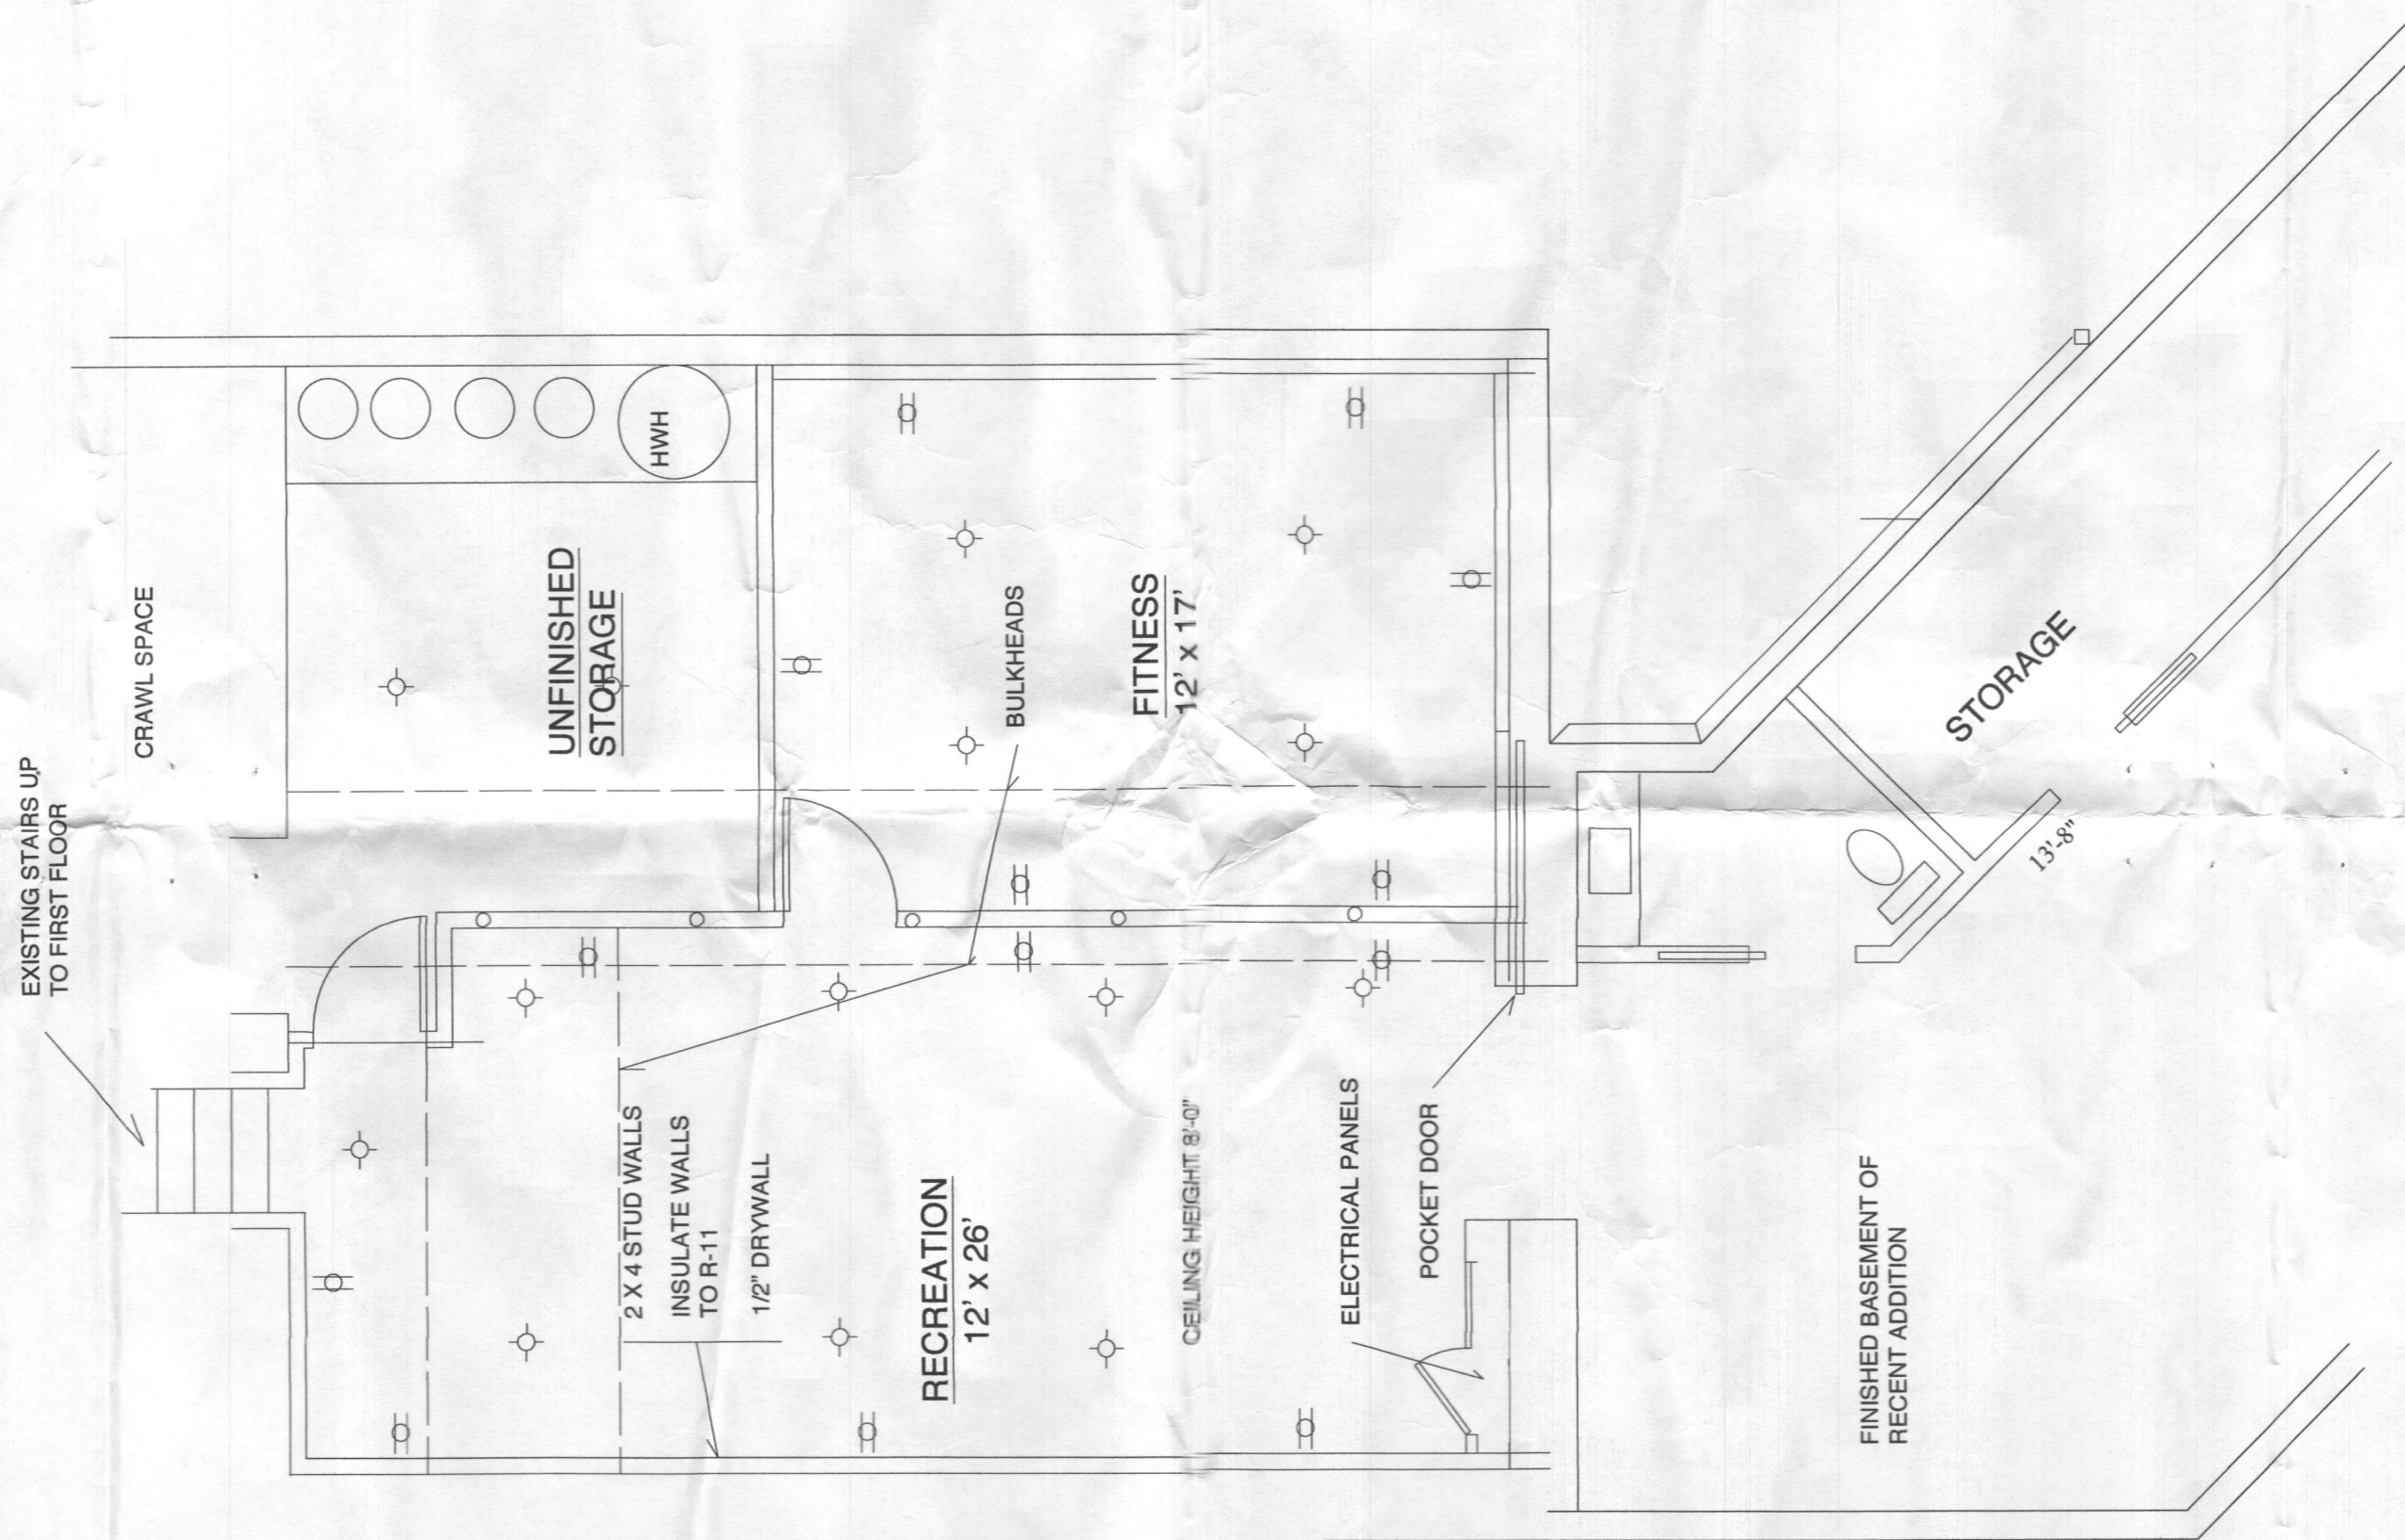 EXISTING STAIRS UP
TO FIRST FLOOR
CRAWL SPACE
UNFINISHED
STORAGE
HWH
BULKHEADS
FITNESS
12' x 17'
STORAGE
13'-8"
2 X 4 STUD WALLS
INSULATE WALLS
TO R-11
1/2" DRYWALL
RECREATION
12' x 26'
CEILING HEIGHT 8'-0"
ELECTRICAL PANELS
POCKET DOOR
FINISHED BASEMENT OF
RECENT ADDITION